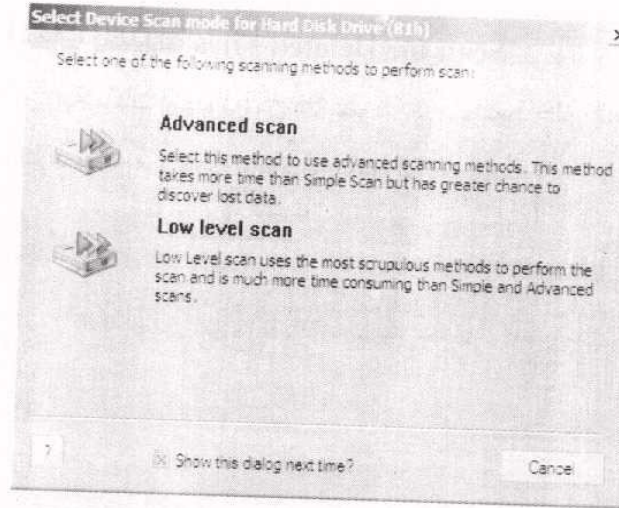 Select Device Scan mode for Hard Disk Drive (81h)
Select one of the following scanning methods to perform scan:
Advanced scan
Select this method to use advanced scanning methods. This method
takes more time than Simple Scan but has greater chance to
discover lost data.
Low level scan
Low Level scan uses the most scrupulous methods to perform the
scan and is much more time consuming than Simple and Advanced
scans.
?
Show this dialog next time?
Cancel